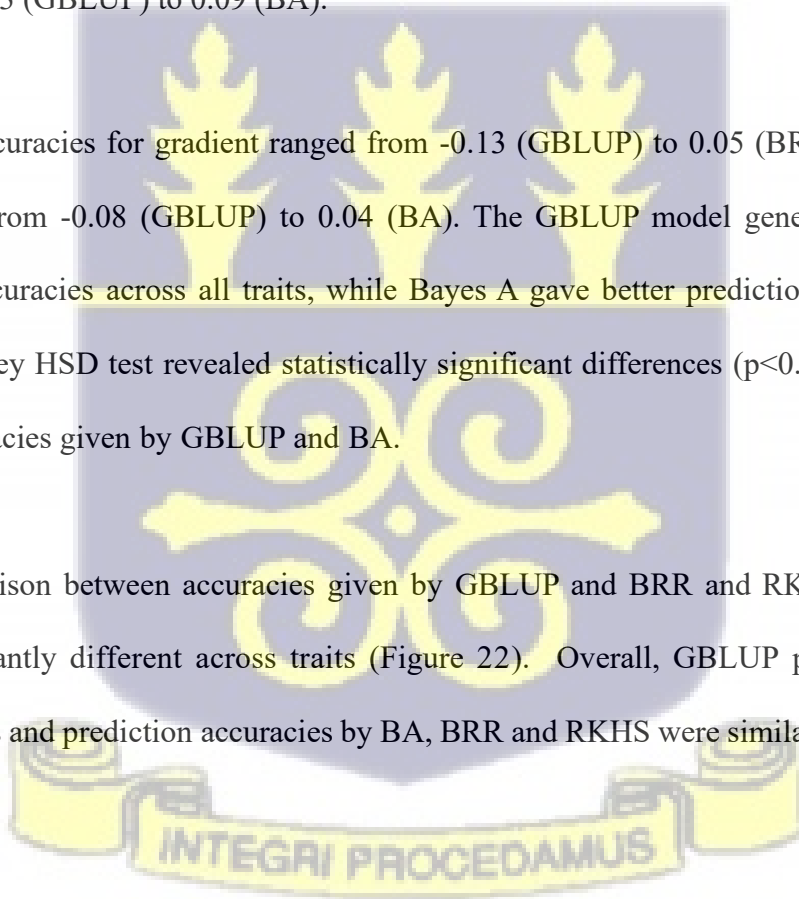 (GBLUP) to 0.09 (BA).
curacies for gradient ranged from -0.13 (GBLUP) to 0.05 (BR
rom -0.08 (GBLUP) to 0.04 (BA). The GBLUP model gene
curacies across all traits, while Bayes A gave better predictio
ey HSD test revealed statistically significant differences (p<0.
acies given by GBLUP and BA.
ison between accuracies given by GBLUP and BRR and RK
antly different across traits (Figure 22). Overall, GBLUP p
s and prediction accuracies by BA, BRR and RKHS were simila
INTEGRI PROCEDAMUS